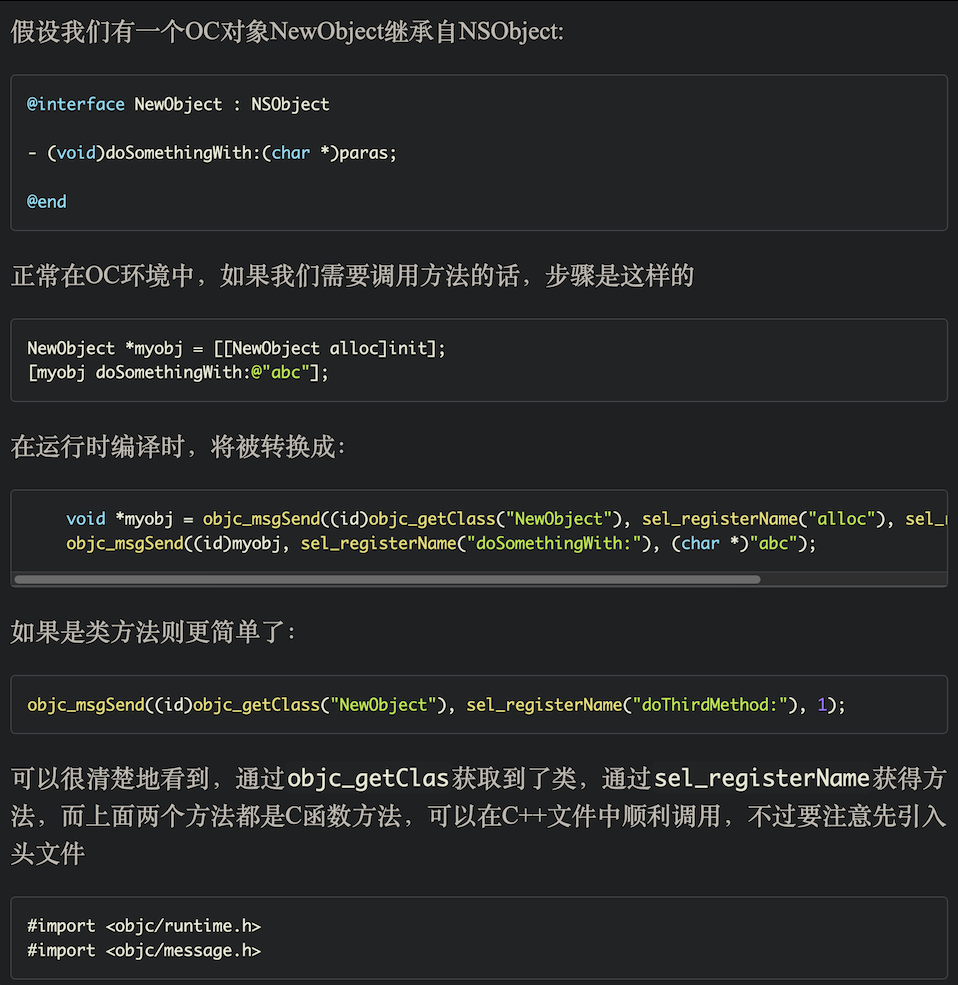 假设我们有一个OC对象NewObject继承自NSObject:
@interface NewObject : NSObject
- (void)doSomethingWith:(char *)paras;
@end
正常在OC环境中，如果我们需要调用方法的话，步骤是这样的
NewObject *myobj = [[NewObject alloc]init];
[myobj doSomethingWith:@"abc"];
在运行时编译时，将被转换成：
void *myobj = objc_msgSend((id)objc_getClass("NewObject"), sel_registerName("alloc"), sel_
objc_msgSend((id)myobj, sel_registerName("doSomethingWith:"), (char *)"abc");
如果是类方法则更简单了：
objc_msgSend((id)objc_getClass("NewObject"), sel_registerName("doThirdMethod:"), 1);
可以很清楚地看到，通过objc_getClas获取到了类，通过sel_registerName获得方
法，而上面两个方法都是C函数方法，可以在C++文件中顺利调用，不过要注意先引入
头文件
#import <objc/runtime.h>
#import <objc/message.h>